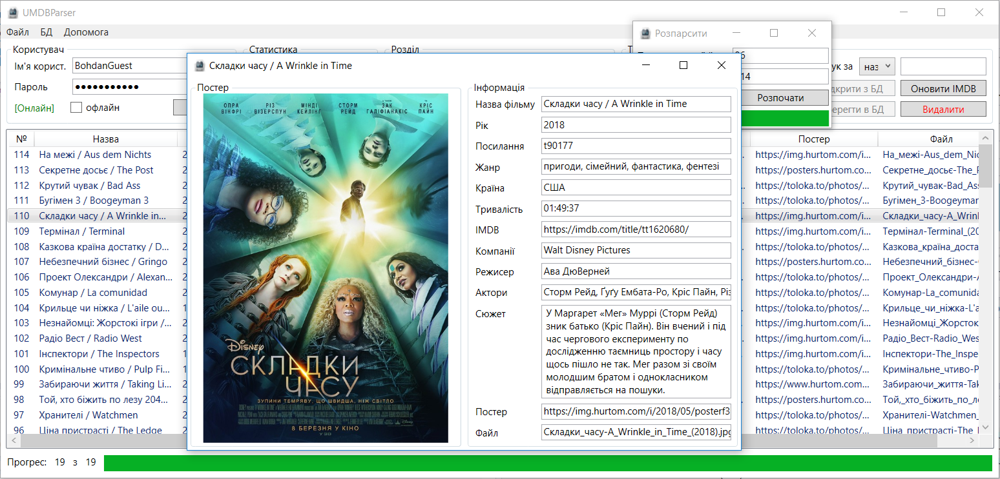 UMDBParser
Файл БД Допомога
Користувач
Статистика
Розділ
Ім'я корист. BohdanGuest
Пароль ●●●●●●●●●●●
[Онлайн] офлайн
Розпарсити
14
Розпочати
ук за наз
дкрити з БД Оновити IMDB
ерегти в БД Видалити
№ Назва
114 На межі / Aus dem Nichts 2
113 Секретне досьє / The Post 2
112 Крутий чувак / Bad Ass 2
111 Бугімен 3 / Boogeyman 3 2
110 Складки часу / A Wrinkle in... 2
109 Термінал / Terminal 2
108 Казкова країна достатку / D... 2
107 Небезпечний бізнес / Gringo 2
106 Проект Олександри / Alexan... 2
105 Комунар / La comunidad 2
104 Крильце чи ніжка / L'aile ou... 1
103 Незнайомці: Жорстокі ігри /... 2
102 Радіо Вест / Radio West 2
101 Інспектори / The Inspectors 1
100 Кримінальне чтиво / Pulp Fi... 1
99 Забираючи життя / Taking Li... 2
98 Той, хто біжить по лезу 204... 2
97 Хранителі / Watchmen 2
96 Ціна пристрасті / The Ledge 2
Складки часу / A Wrinkle in Time
Постер
ОПРА ВІНФРІ
РІЗ ВІЗЕРСПУН
МІНДІ КЕЙЛІНГ
СТОРМ РЕЙД
ЗАК ГАЛІФІАНАКІС
ТА КРІС ПАЙН
Disney
СКЛАДКИ
ЧАСУ
ЗУПИНИ ТЕМРЯВУ, ЩО ШВИДША, НІЖ СВІТЛО
8 БЕРЕЗНЯ У КІНО
У 3D
Інформація
Назва фільму Складки часу / A Wrinkle in Time
Рік 2018
Посилання t90177
Жанр пригоди, сімейний, фантастика, фентезі
Країна США
Тривалість 01:49:37
IMDB https://imdb.com/title/tt1620680/
Компанії Walt Disney Pictures
Режисер Ава ДюВерней
Актори Сторм Рейд, Ґуґу Ембата-Ро, Кріс Пайн, Різ
Сюжет У Маргарет «Мег» Муррі (Сторм Рейд)
зник батько (Кріс Пайн). Він вчений і під
час чергового експерименту по
дослідженню таємниць простору і часу
щось пішло не так. Мег разом зі своїм
молодшим братом і однокласником
відправляється на пошуки.
Постер https://img.hurtom.com/i/2018/05/posterf3
Файл Складки_часу-A_Wrinkle_in_Time_(2018).jpg
Постер Файл
https://img.hurtom.com/i... На_межі-Aus_dem_Nic
https://posters.hurtom.co... Секретне_досьє-The_P
https://toloka.to/photos/... Крутий_чувак-Bad_Ass
https://toloka.to/photos/... Бугімен_3-Boogeyman
https://img.hurtom.com/i... Складки_часу-A_Wrinkl
https://toloka.to/photos/... Термінал-Terminal_(20
https://toloka.to/photos/... Казкова_країна_доста
https://posters.hurtom.co... Небезпечний_бізнес-
https://toloka.to/photos/... Проект_Олександри-A
https://toloka.to/photos/... Комунар-La_comunida
https://toloka.to/photos/... Крильце_чи_ніжка-L'a
https://img.hurtom.com/i... Незнайомці_Жорсток
https://toloka.to/photos/... Радіо_Вест-Radio_Wes
https://toloka.to/photos/... Інспектори-The_Inspe
https://toloka.to/photos/... Кримінальне_чтиво-P
https://www.hurtom.com... Забираючи_життя-Tak
https://posters.hurtom.co... Той,_хто_біжить_по_ле
https://toloka.to/photos/... Хранителі-Watchmen_
https://toloka.to/photos/... Ціна_пристрасті-The_l
Прогрес: 19 з 19